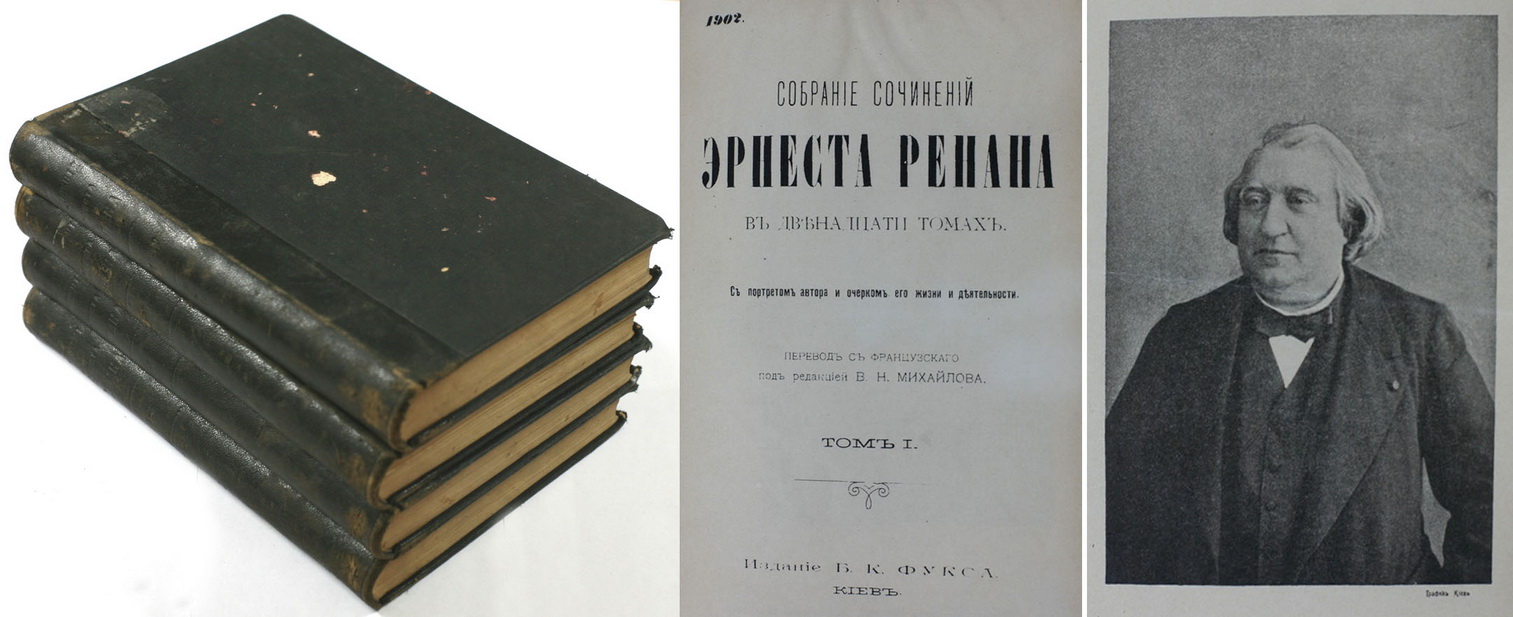 1902.
СОБРАНІЕ СОЧИНЕНІЙ
ЭРНЕСТА РЕНАНА
ВЪ ДВѢНАДЦАТИ ТОМАХЪ.
Съ портретомъ автора и очеркомъ его жизни и дѣятельности.
ПЕРЕВОДЪ СЪ ФРАНЦУЗСКАГО
подъ редакціей В. Н. МИХАЙЛОВА.
ТОМЪ I.
Изданіе Б. К. ФУКСА.
КІЕВЪ.